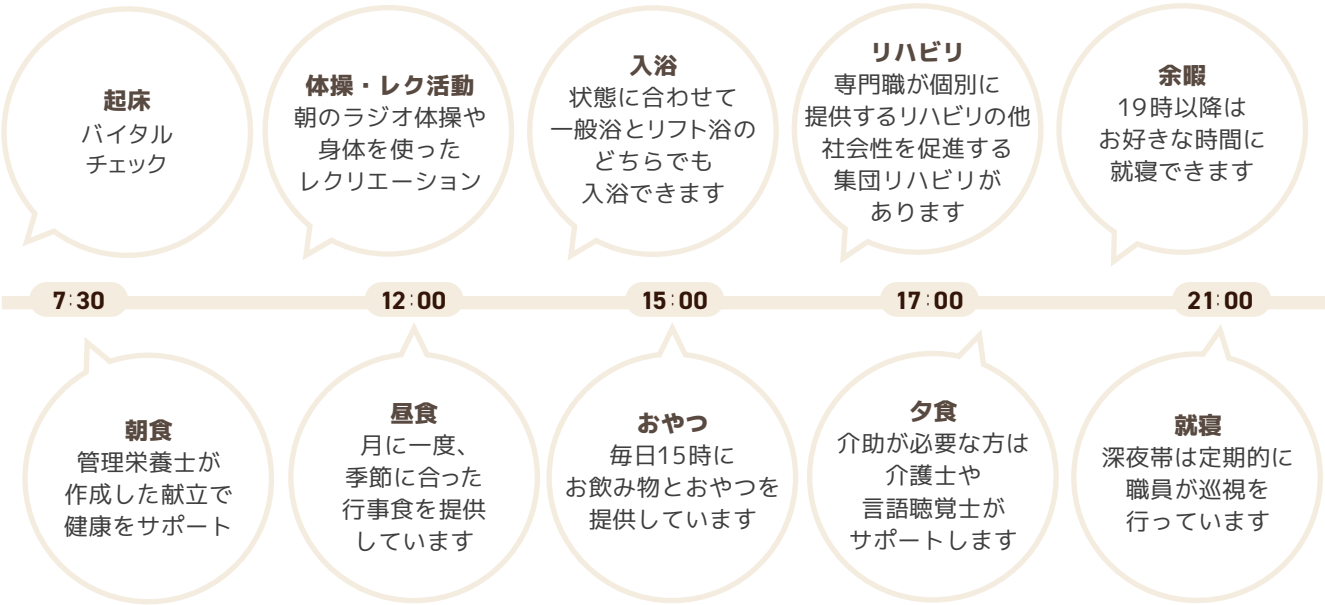 起床
バイタル
チェック
体操・レク活動
朝のラジオ体操や
身体を使った
レクリエーション
入浴
状態に合わせて
一般浴とリフト浴の
どちらでも
入浴できます
リハビリ
専門職が個別に
提供するリハビリの他
社会性を促進する
集団リハビリが
あります
余暇
19時以降は
お好きな時間に
就寝できます
7:30
12:00
15:00
17:00
21:00
朝食
管理栄養士が
作成した献立で
健康をサポート
昼食
月に一度、
季節に合った
行事食を提供
しています
おやつ
毎日15時に
お飲み物とおやつを
提供しています
夕食
介助が必要な方は
介護士や
言語聴覚士が
サポートします
就寝
深夜帯は定期的に
職員が巡視を
行っています